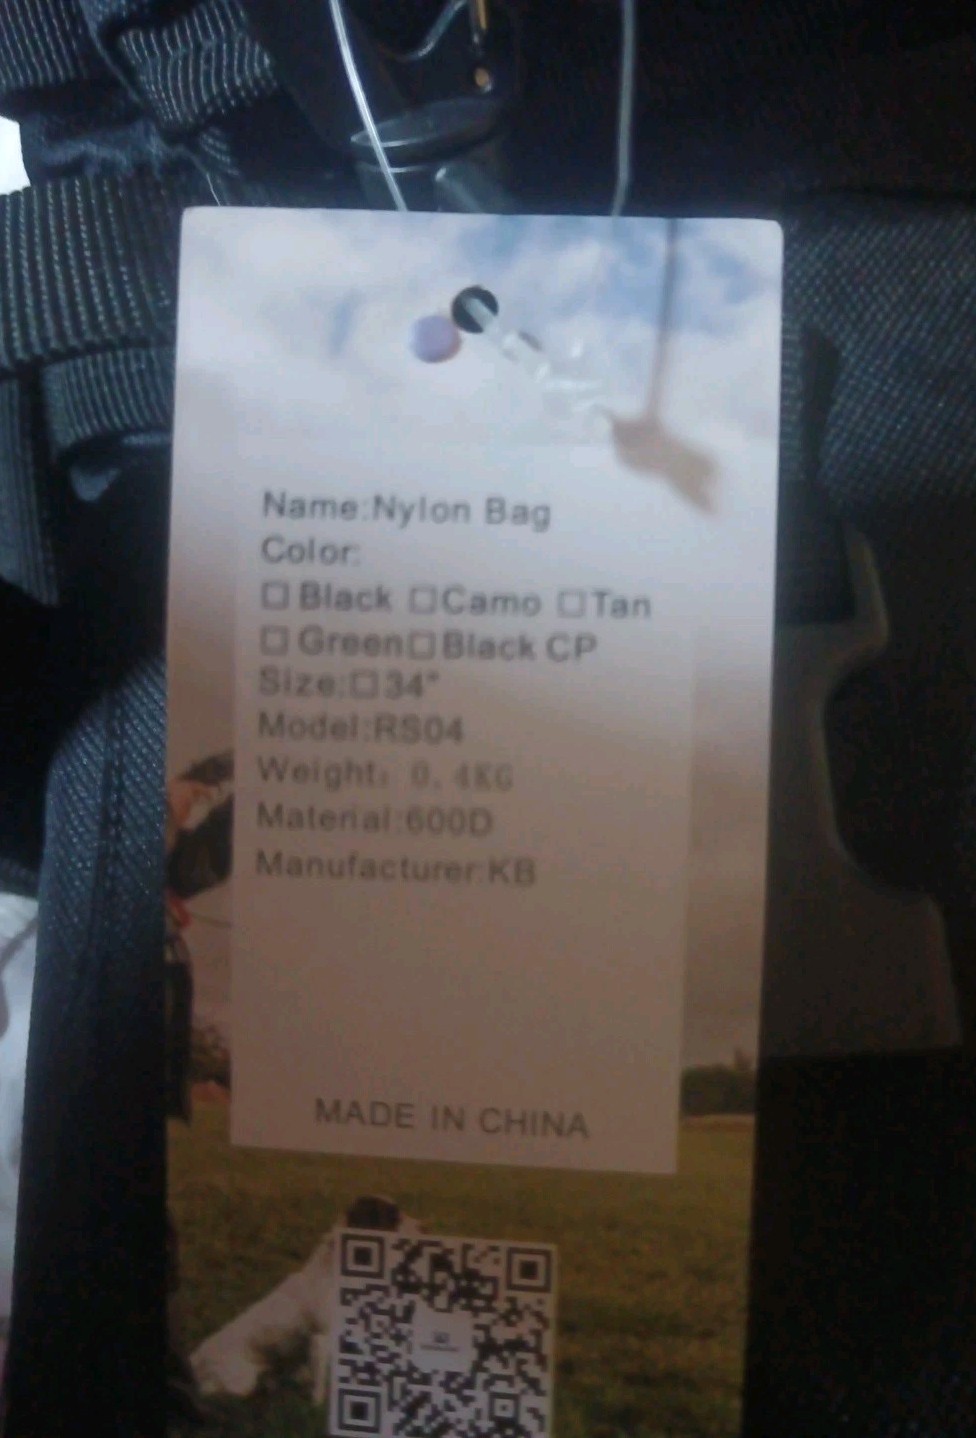 Name:Nylon Bag
Color:
□ Black □Camo □Tan
□ Green□Black CP
Size:□34"
Model:RS04
Weight: 0.4KG
Material:600D
Manufacturer:KB
MADE IN CHINA